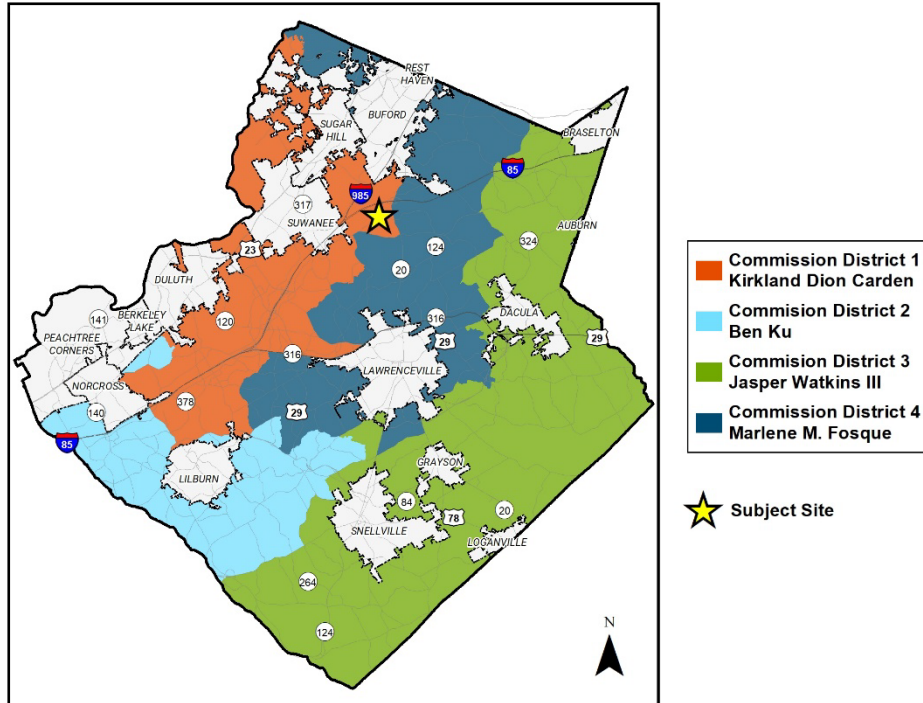 REST
HAVEN
BUFORD
SUGAR
HILL
BRASELTON
85
985
317
SUWANEE
AUBURN
324
124
23
20
DULUTH
141
BERKELEY
LAKE
PEACHTREE
CORNERS
120
316
DACULA
29
29
316
NORCROSS
LAWRENCEVILLE
378
140
29
85
LILBURN
GRAYSON
84
78
20
SNELLVILLE
LOGANVILLE
264
124
N
Commission District 1
Kirkland Dion Carden
Commision District 2
Ben Ku
Commision District 3
Jasper Watkins III
Commission District 4
Marlene M. Fosque
Subject Site